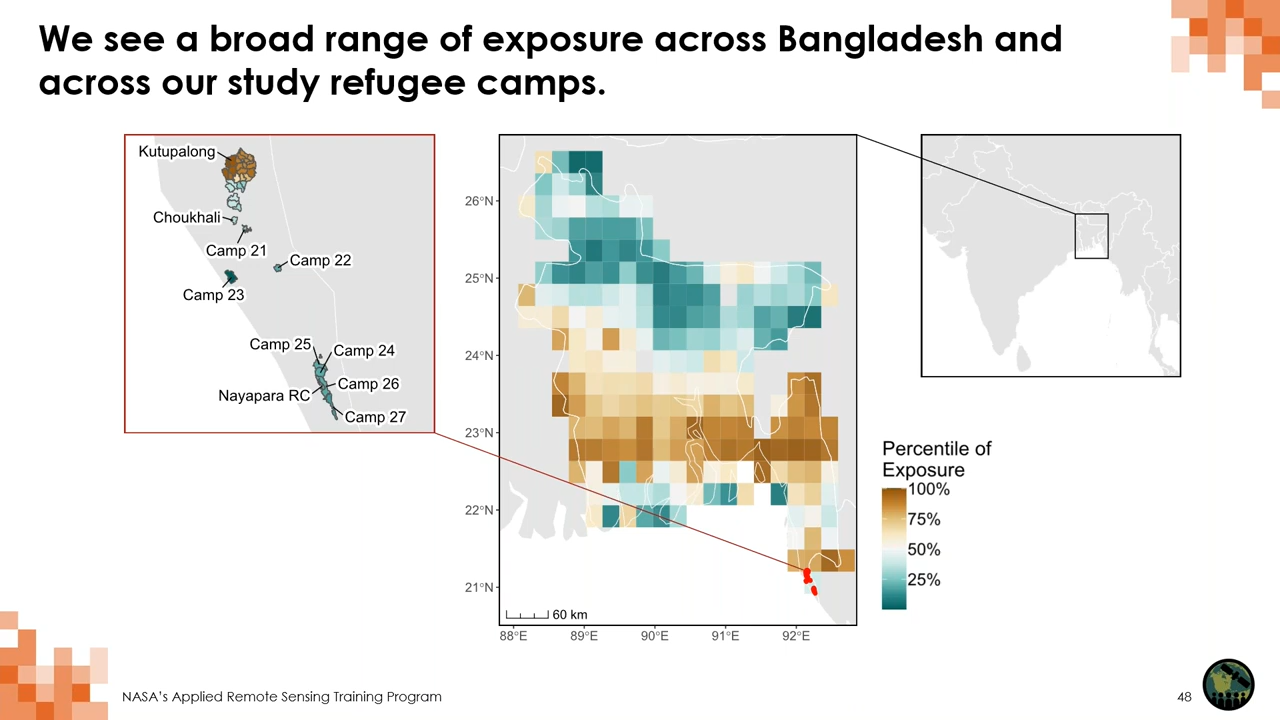 We see a broad range of exposure across Bangladesh and
across our study refugee camps.
Kutupalong
Choukhali
Camp 21
Camp 22
Camp 23
Camp 25
Camp 24
Camp 26
Nayapara RC
Camp 27
26°N
25°N
24°N
23°N
22°N
21°N
60 km
88°E
89°E
90°E
91°E
92°E
Percentile of
Exposure
100%
75%
50%
25%
NASA's Applied Remote Sensing Training Program
48